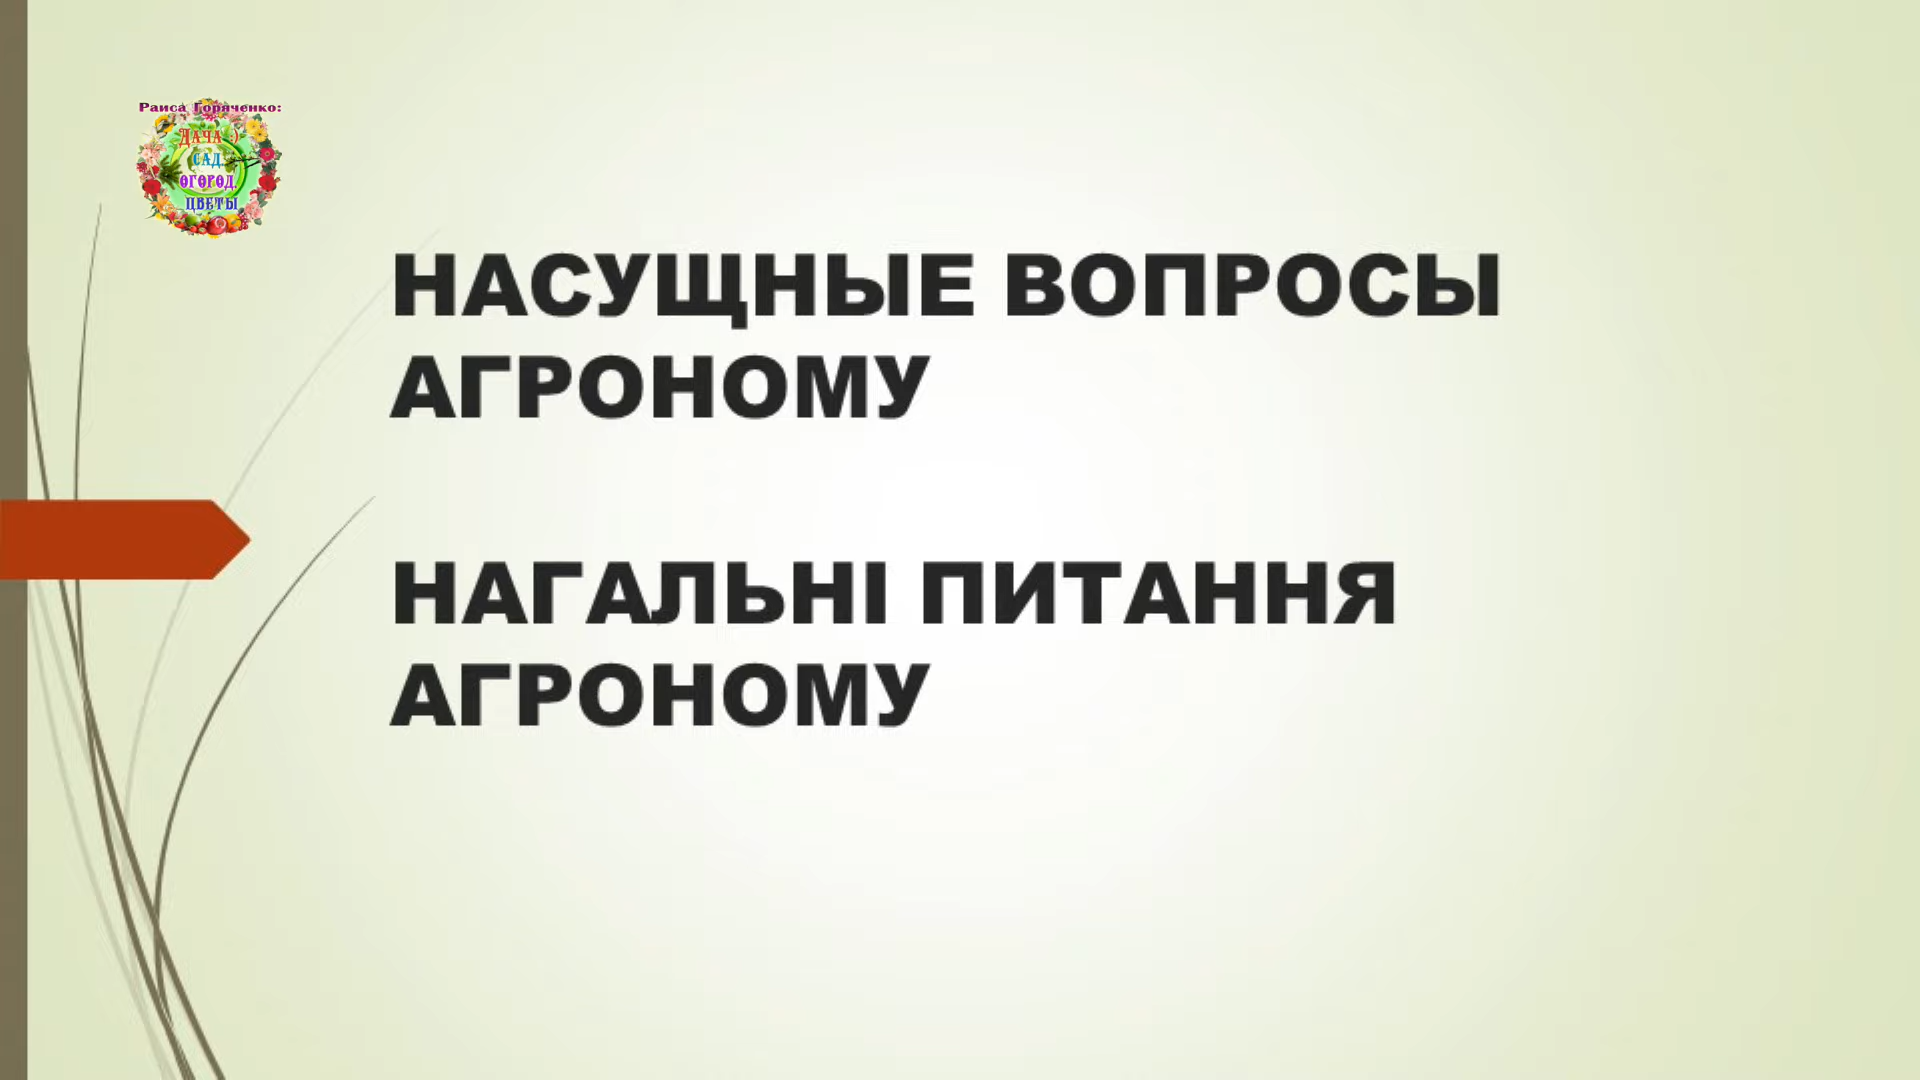 Раиса Горяченко:
ДАЧА :)
САД.
ОГОРОД.
ЦВЕТЫ
НАСУЩНЫЕ ВОПРОСЫ
АГРОНОМУ
НАГАЛЬНІ ПИТАННЯ
АГРОНОМУ